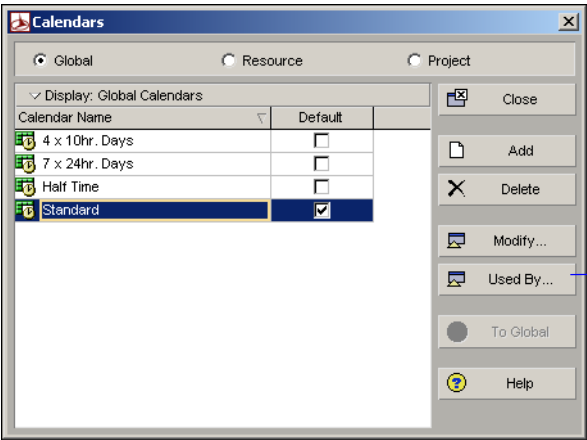 Calendars
Global Resource Project
Display: Global Calendars
Calendar Name Default
4 x 10hr. Days
7 x 24hr. Days
Half Time
Standard
Close
Add
Delete
Modify...
Used By...
To Global
Help